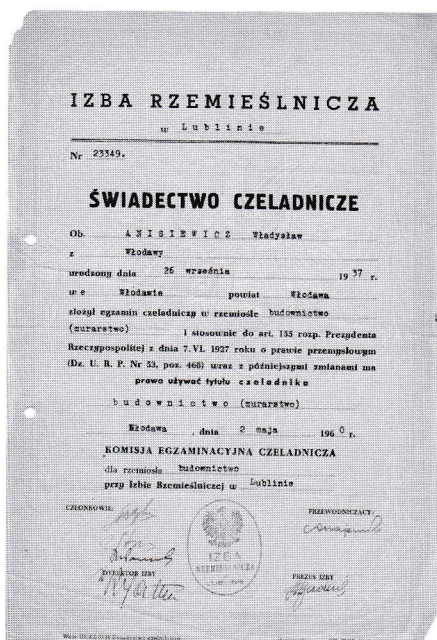 IZBA RZEMIEŚLNICZA
w Lublinie
Nr 23349.
ŚWIADECTWO CZELADNICZE
Ob. ANISIEWICZ Władysław
z Włodawy
urodzony dnia 26 września 1937 r.
we Włodawie powiat Włodawa
złożył egzamin czeladniczy w rzemiośle budownictwo
(murarstwo) i stosownie do art. 155 rozp. Prezydenta
Rzeczypospolitej z dnia 7. VI. 1927 roku o prawie przemysłowym
(Dz. U. R. P. Nr 53, poz. 468) wraz z późniejszymi zmianami ma
prawo używać tytułu czeladnika
budownictwo (murarstwo)
Włodawa, dnia 2 maja 1960 r.
KOMISJA EGZAMINACYJNA CZELADNICZA
dla rzemiosła budownictwo
przy Izbie Rzemieślniczej w Lublinie
CZŁONKOWIE:
PRZEWODNICZĄCY:
IZBA
RZEMIEŚLNICZA
DYREKTOR IZBY
PREZES IZBY